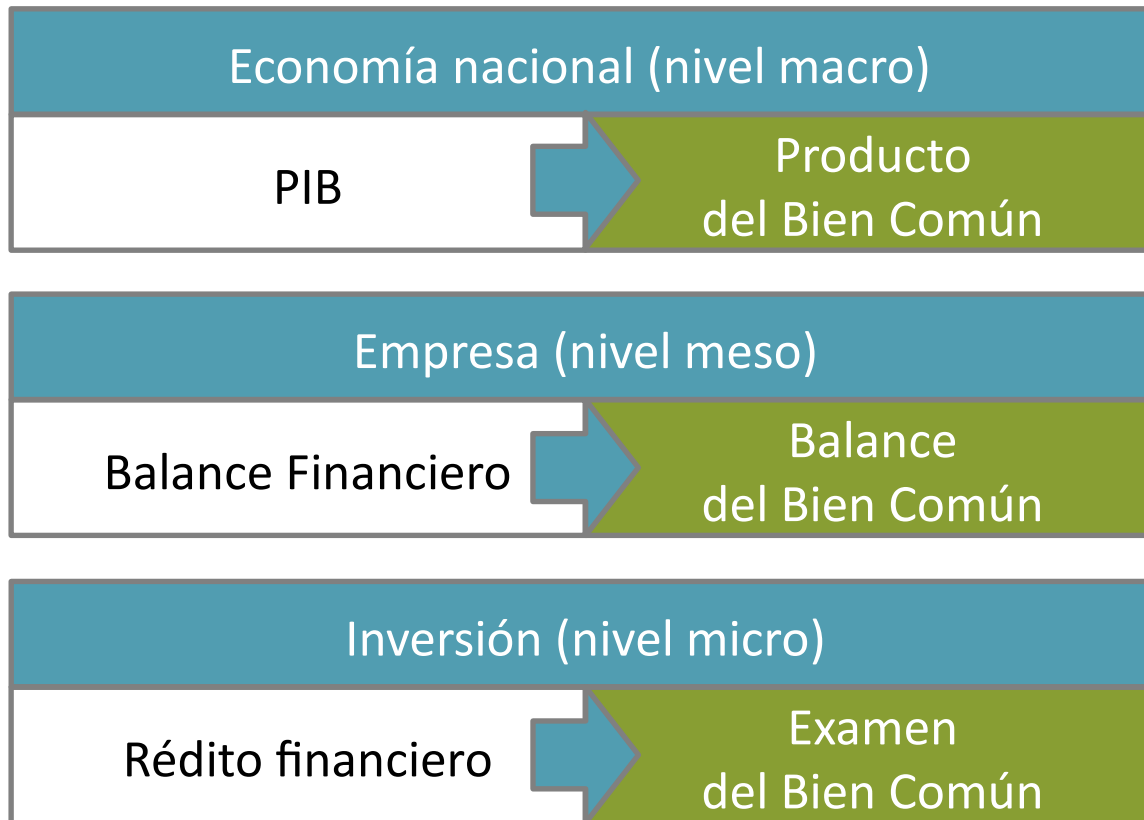 Economía nacional (nivel macro)
PIB
Producto
del Bien Común
Empresa (nivel meso)
Balance Financiero
Balance
del Bien Común
Inversión (nivel micro)
Rédito financiero
Examen
del Bien Común